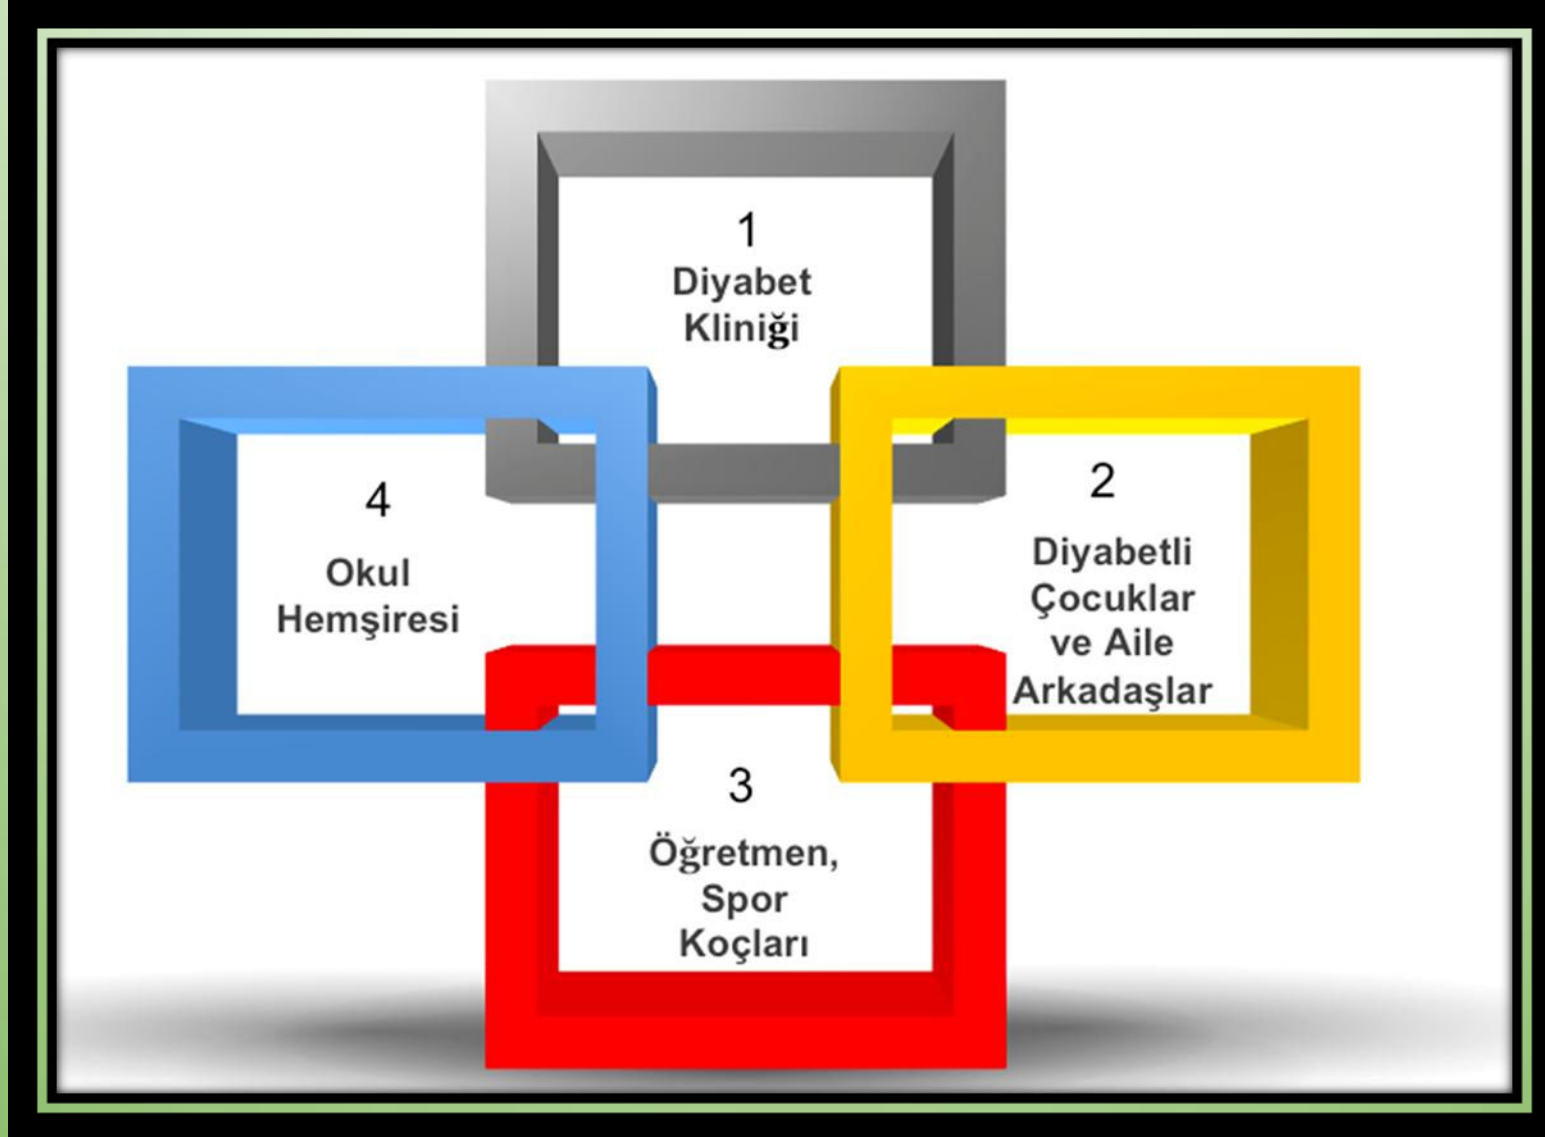 1
Diyabet
Kliniği
2
Diyabetli
Çocuklar
ve Aile
Arkadaşlar
3
Öğretmen,
Spor
Koçları
4
Okul
Hemşiresi